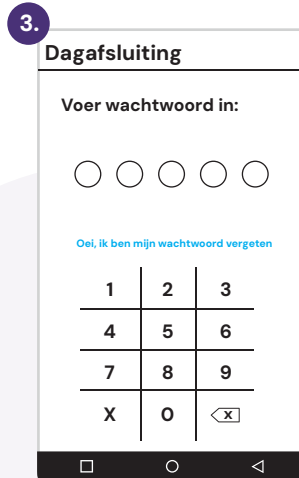 3.
Dagafsluiting
Voer wachtwoord in:
Oei, ik ben mijn wachtwoord vergeten
1 2 3
4 5 6
7 8 9
X 0 x